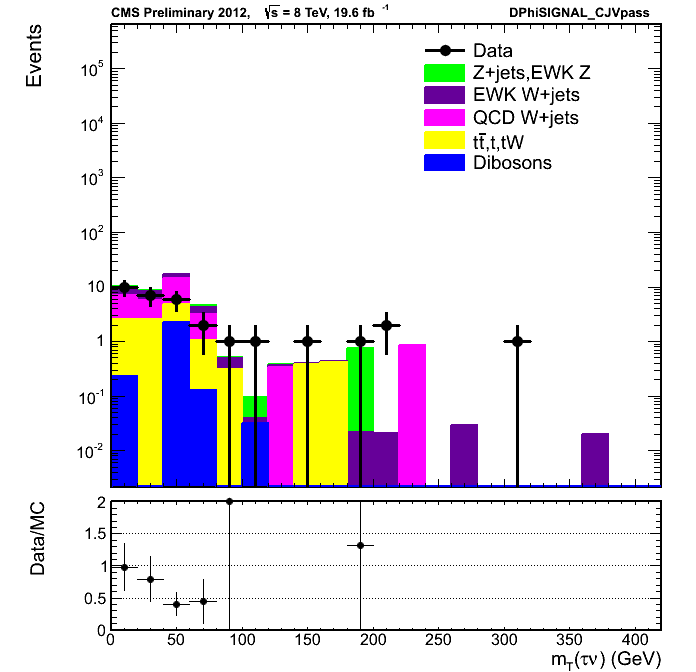 CMS Preliminary 2012, √s = 8 TeV, 19.6 fb⁻¹ DPhiSIGNAL_CJVpass
Events
Data
Z+jets,EWK Z
EWK W+jets
QCD W+jets
tt̄,t,tW
Dibosons
10⁵
10⁴
10³
10²
10
1
10⁻¹
10⁻²
Data/MC
2
1.5
1
0.5
0
0 50 100 150 200 250 300 350 400
m_T(τν) (GeV)